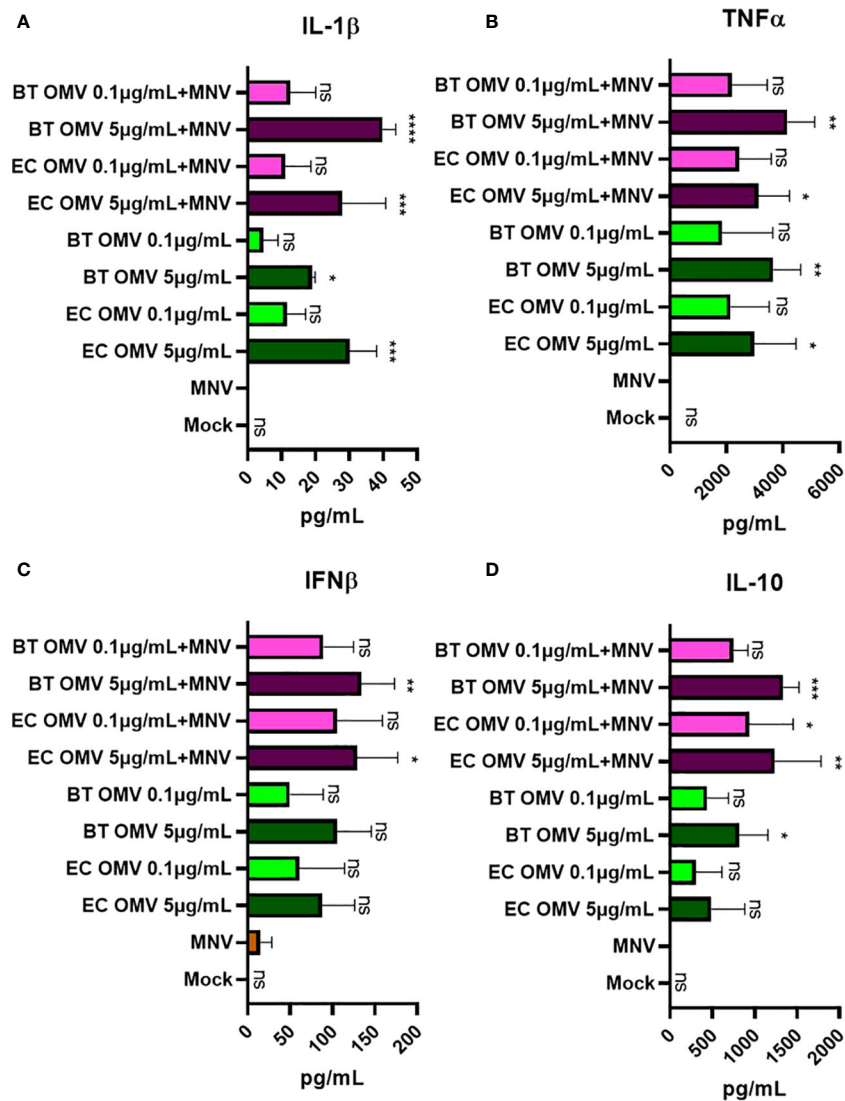 A
IL-1β
BT OMV 0.1µg/mL+MNV
ns
BT OMV 5µg/mL+MNV
****
EC OMV 0.1µg/mL+MNV
ns
EC OMV 5µg/mL+MNV
***
BT OMV 0.1µg/mL
ns
BT OMV 5µg/mL
*
EC OMV 0.1µg/mL
ns
EC OMV 5µg/mL
***
MNV
Mock
ns
0 10 20 30 40 50
pg/mL
B
TNFα
BT OMV 0.1µg/mL+MNV
ns
BT OMV 5µg/mL+MNV
**
EC OMV 0.1µg/mL+MNV
ns
EC OMV 5µg/mL+MNV
*
BT OMV 0.1µg/mL
ns
BT OMV 5µg/mL
**
EC OMV 0.1µg/mL
ns
EC OMV 5µg/mL
*
MNV
Mock
ns
0 2000 4000 6000
pg/mL
C
IFNβ
BT OMV 0.1µg/mL+MNV
ns
BT OMV 5µg/mL+MNV
**
EC OMV 0.1µg/mL+MNV
ns
EC OMV 5µg/mL+MNV
*
BT OMV 0.1µg/mL
ns
BT OMV 5µg/mL
ns
EC OMV 0.1µg/mL
ns
EC OMV 5µg/mL
ns
MNV
Mock
ns
0 50 100 150 200
pg/mL
D
IL-10
BT OMV 0.1µg/mL+MNV
ns
BT OMV 5µg/mL+MNV
***
EC OMV 0.1µg/mL+MNV
*
EC OMV 5µg/mL+MNV
**
BT OMV 0.1µg/mL
ns
BT OMV 5µg/mL
*
EC OMV 0.1µg/mL
ns
EC OMV 5µg/mL
ns
MNV
Mock
ns
0 500 1000 1500 2000
pg/mL